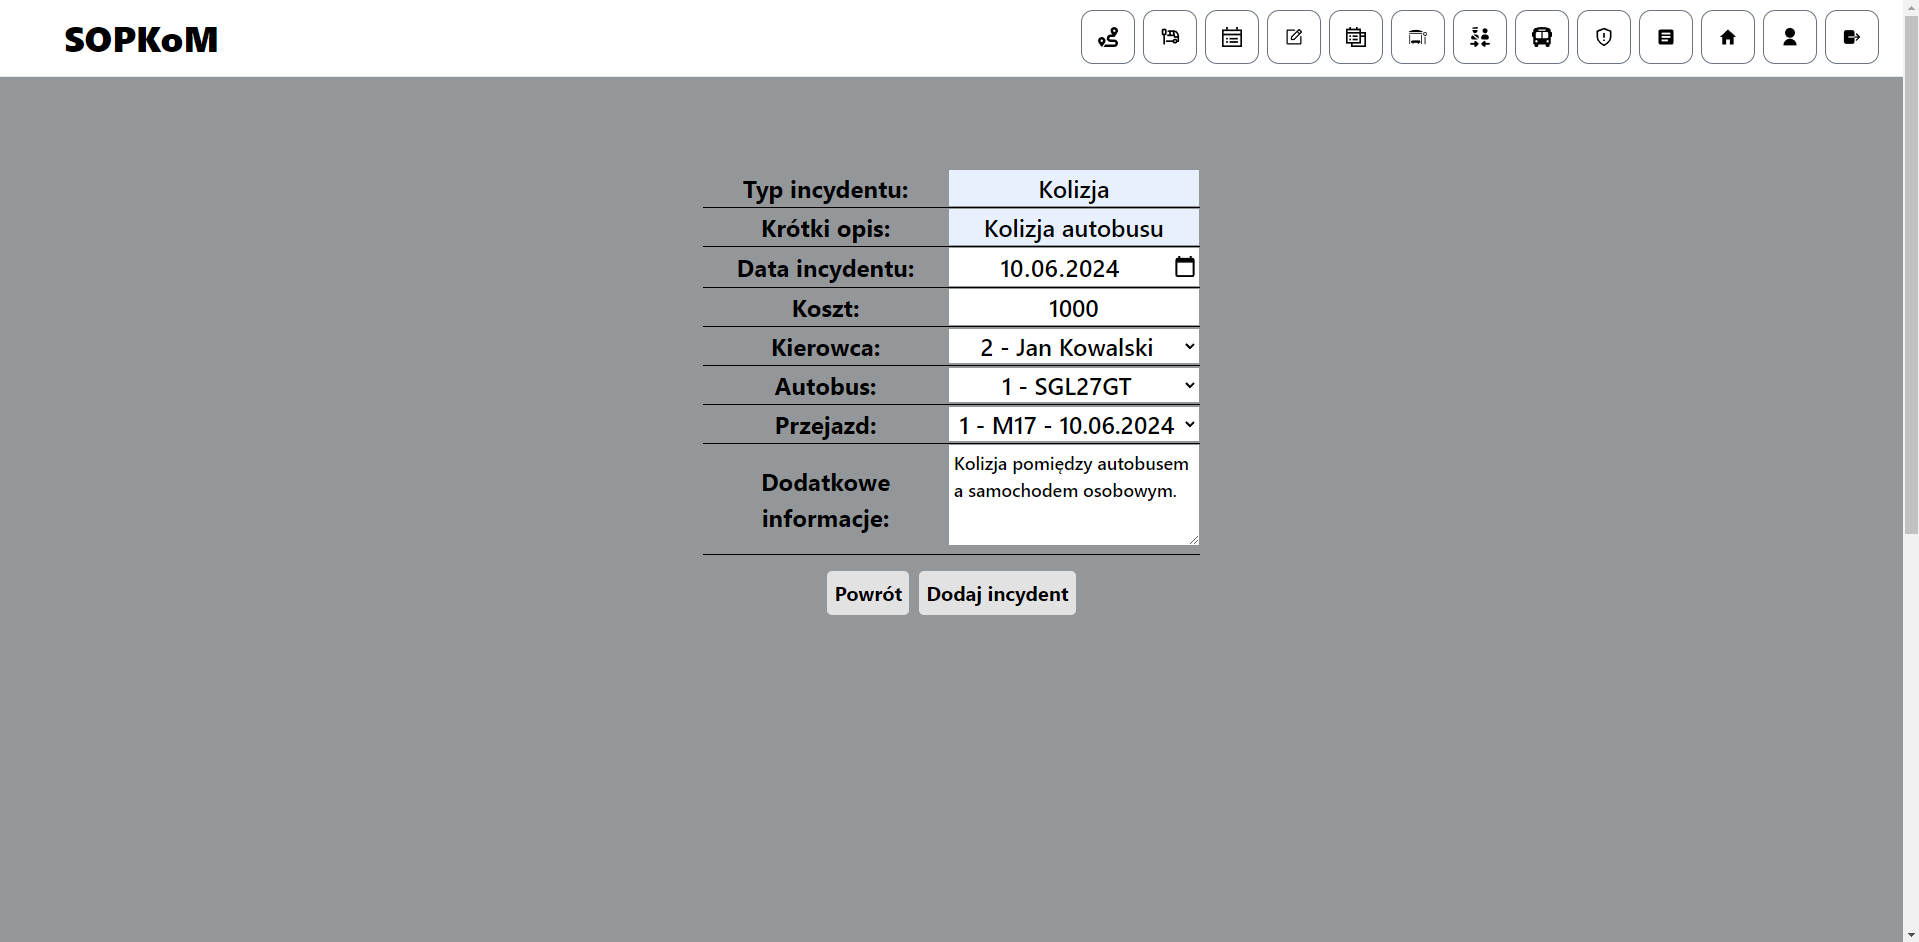 SOPKoM
Typ incydentu: Kolizja
Krótki opis: Kolizja autobusu
Data incydentu: 10.06.2024
Koszt: 1000
Kierowca: 2 - Jan Kowalski
Autobus: 1 - SGL27GT
Przejazd: 1 - M17 - 10.06.2024
Dodatkowe
informacje:
Kolizja pomiędzy autobusem
a samochodem osobowym.
Powrót Dodaj incydent